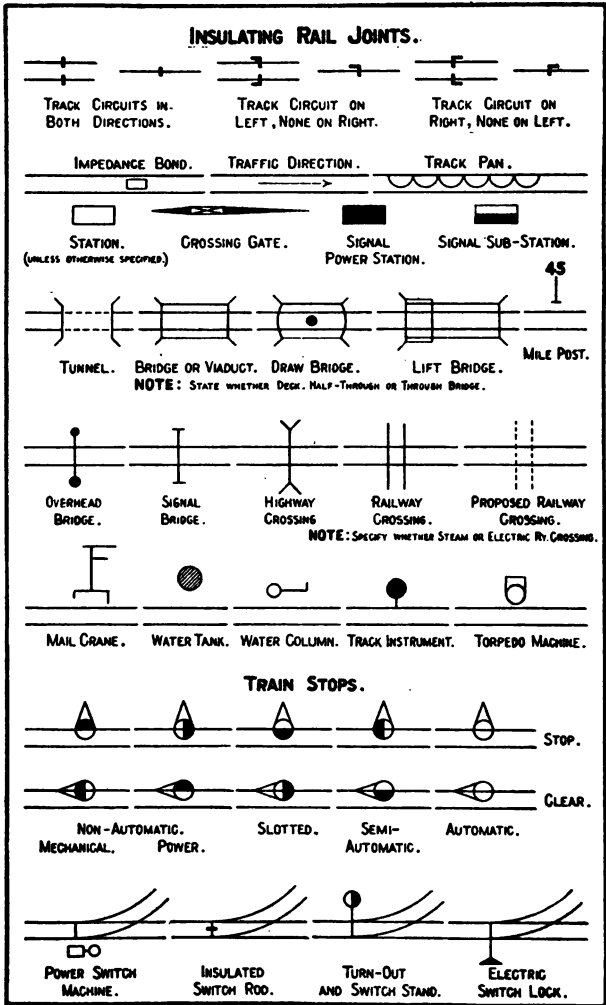 INSULATING RAIL JOINTS.
TRACK CIRCUITS IN-
BOTH DIRECTIONS.
TRACK CIRCUIT ON
LEFT, NONE ON RIGHT.
TRACK CIRCUIT ON
RIGHT, NONE ON LEFT.
IMPEDANCE BOND.
TRAFFIC DIRECTION.
TRACK PAN.
STATION.
(UNLESS OTHERWISE SPECIFIED.)
CROSSING GATE.
SIGNAL
POWER STATION.
SIGNAL SUB-STATION.
45
TUNNEL.
BRIDGE OR VIADUCT.
DRAW BRIDGE.
LIFT BRIDGE.
MILE POST.
NOTE: STATE WHETHER DECK. HALF-THROUGH OR THROUGH BRIDGE.
OVERHEAD
BRIDGE.
SIGNAL
BRIDGE.
HIGHWAY
CROSSING
RAILWAY
CROSSING.
PROPOSED RAILWAY
CROSSING.
NOTE: SPECIFY WHETHER STEAM OR ELECTRIC RY. CROSSING.
MAIL CRANE.
WATER TANK.
WATER COLUMN.
TRACK INSTRUMENT.
TORPEDO MACHINE.
TRAIN STOPS.
STOP.
CLEAR.
NON-AUTOMATIC.
MECHANICAL. POWER.
SLOTTED.
SEMI-
AUTOMATIC.
AUTOMATIC.
POWER SWITCH
MACHINE.
INSULATED
SWITCH ROD.
TURN-OUT
AND SWITCH STAND.
ELECTRIC
SWITCH LOCK.